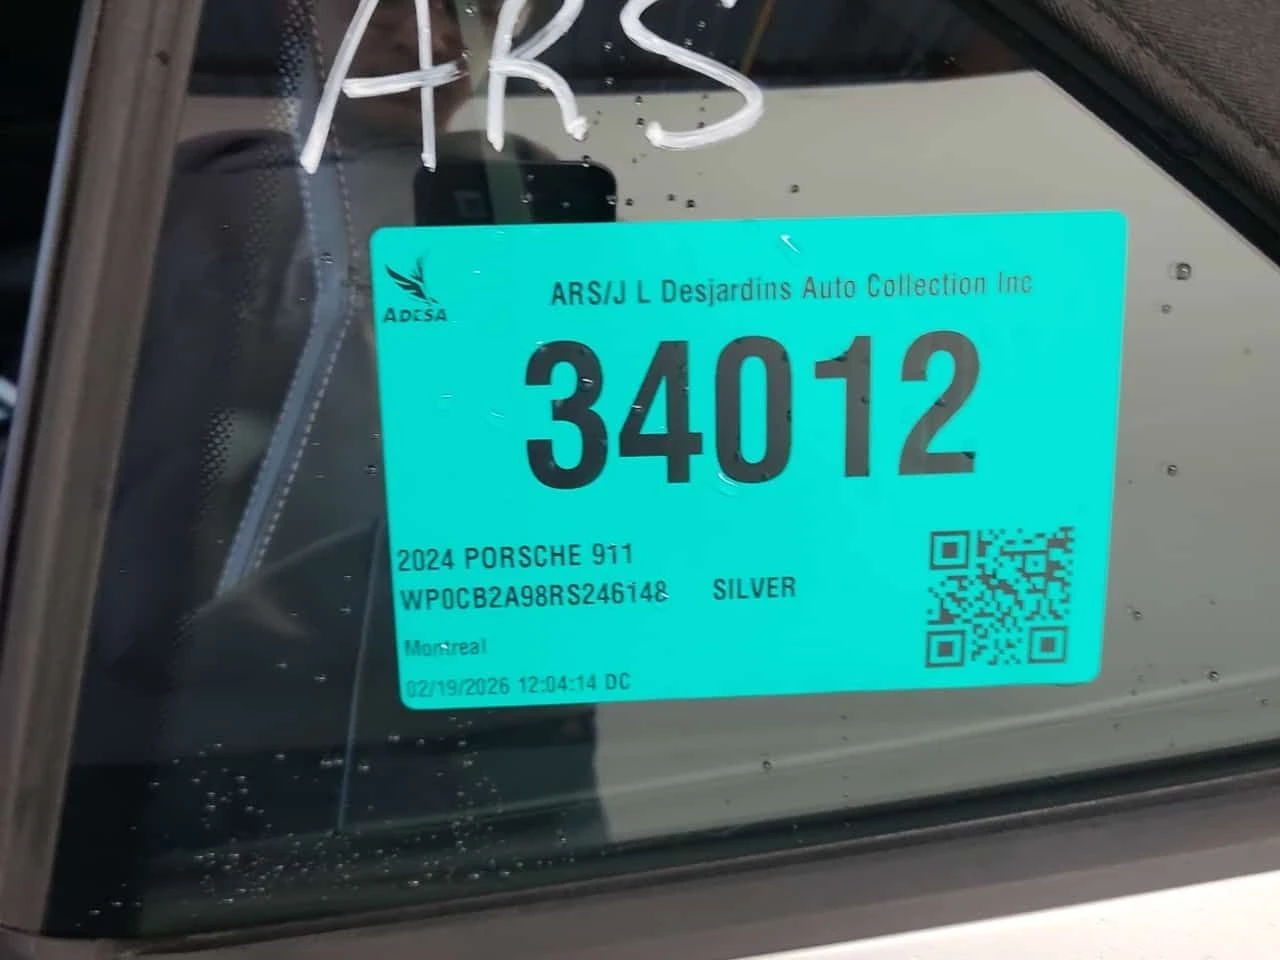 ARS
ADESA
ARS/J L Desjardins Auto Collection Inc
34012
2024 PORSCHE 911
WP0CB2A98RS246148 SILVER
Montreal
02/19/2026 12:04:14 DC